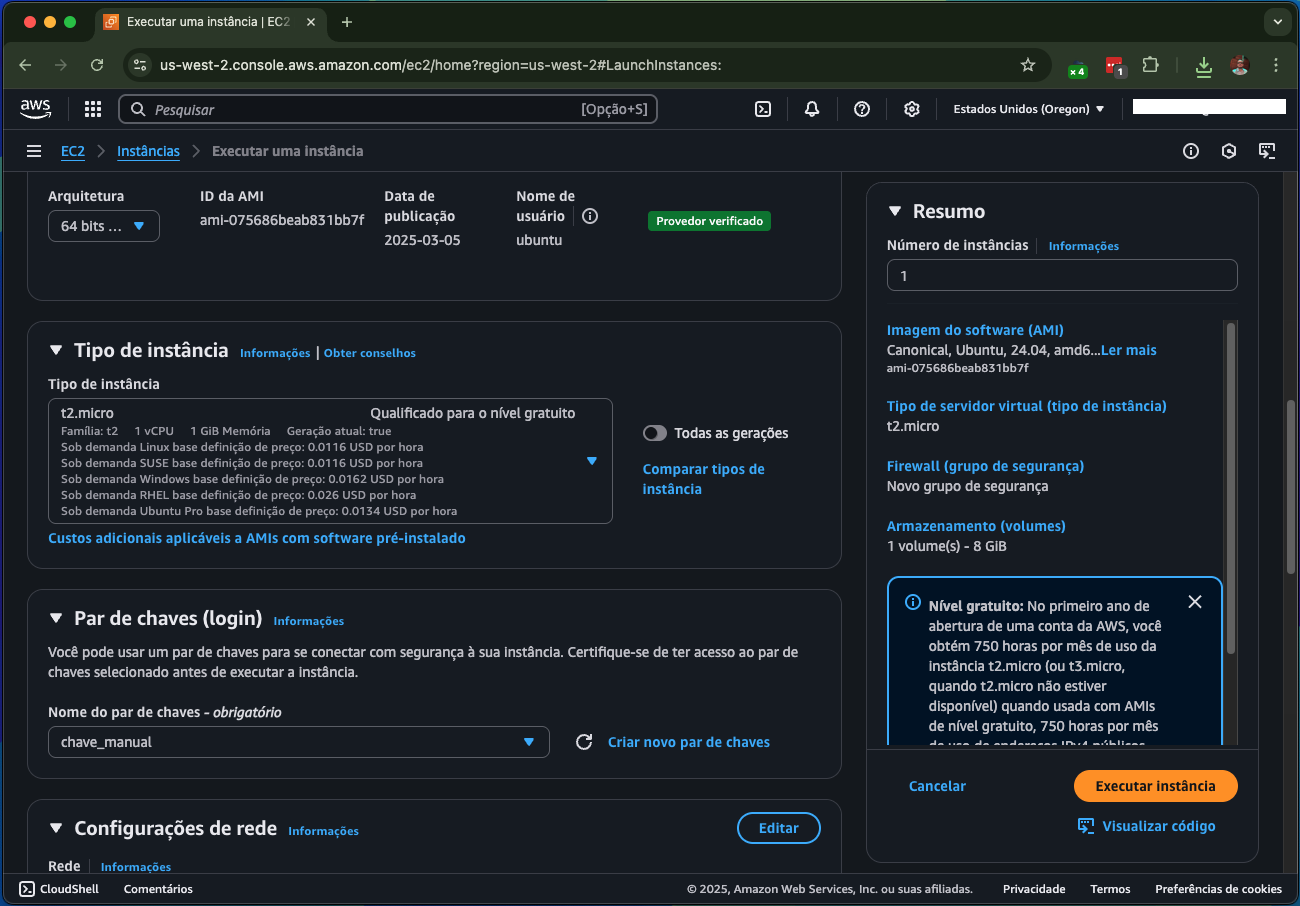 Executar uma instância | EC2
us-west-2.console.aws.amazon.com/ec2/home?region=us-west-2#LaunchInstances:
x 4
1
aws
Pesquisar
[Opção+S]
Estados Unidos (Oregon)
EC2
Instâncias
Executar uma instância
Arquitetura
64 bits ...
ID da AMI
ami-075686beab831bb7f
Data de
publicação
2025-03-05
Nome de
usuário
ubuntu
Provedor verificado
Tipo de instância
Informações | Obter conselhos
Tipo de instância
t2.micro
Qualificado para o nível gratuito
Família: t2 1 vCPU 1 GiB Memória Geração atual: true
Sob demanda Linux base definição de preço: 0.0116 USD por hora
Sob demanda SUSE base definição de preço: 0.0116 USD por hora
Sob demanda Windows base definição de preço: 0.0162 USD por hora
Sob demanda RHEL base definição de preço: 0.026 USD por hora
Sob demanda Ubuntu Pro base definição de preço: 0.0134 USD por hora
Todas as gerações
Comparar tipos de
instância
Custos adicionais aplicáveis a AMIs com software pré-instalado
Par de chaves (login)
Informações
Você pode usar um par de chaves para se conectar com segurança à sua instância. Certifique-se de ter acesso ao par de
chaves selecionado antes de executar a instância.
Nome do par de chaves - obrigatório
chave_manual
Criar novo par de chaves
Configurações de rede
Informações
Editar
Rede
Informações
Resumo
Número de instâncias
Informações
1
Imagem do software (AMI)
Canonical, Ubuntu, 24.04, amd6...Ler mais
ami-075686beab831bb7f
Tipo de servidor virtual (tipo de instância)
t2.micro
Firewall (grupo de segurança)
Novo grupo de segurança
Armazenamento (volumes)
1 volume(s) - 8 GiB
Nível gratuito: No primeiro ano de
abertura de uma conta da AWS, você
obtém 750 horas por mês de uso da
instância t2.micro (ou t3.micro,
quando t2.micro não estiver
disponível) quando usada com AMIs
de nível gratuito, 750 horas por mês
de uso de endereços IPv4 públicos
Cancelar
Executar instância
Visualizar código
CloudShell
Comentários
© 2025, Amazon Web Services, Inc. ou suas afiliadas.
Privacidade
Termos
Preferências de cookies